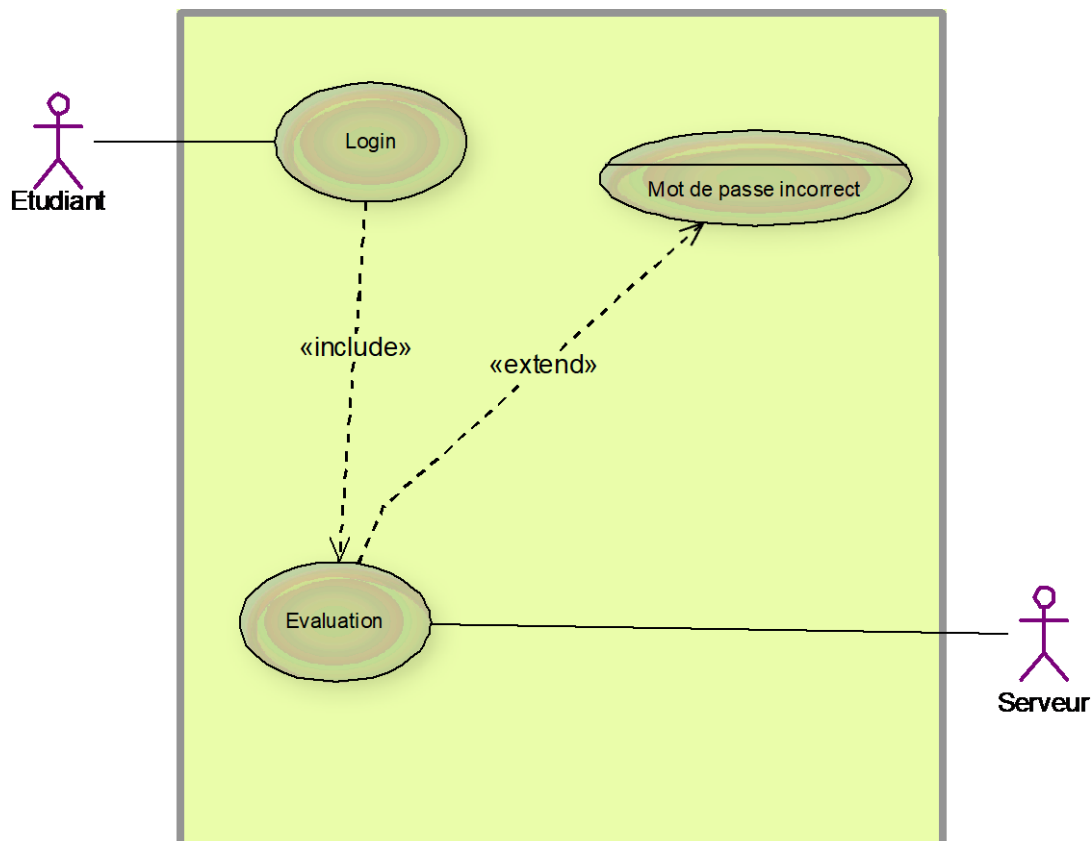 Login
Mot de passe incorrect
Etudiant
«include»
«extend»
Evaluation
Serveur